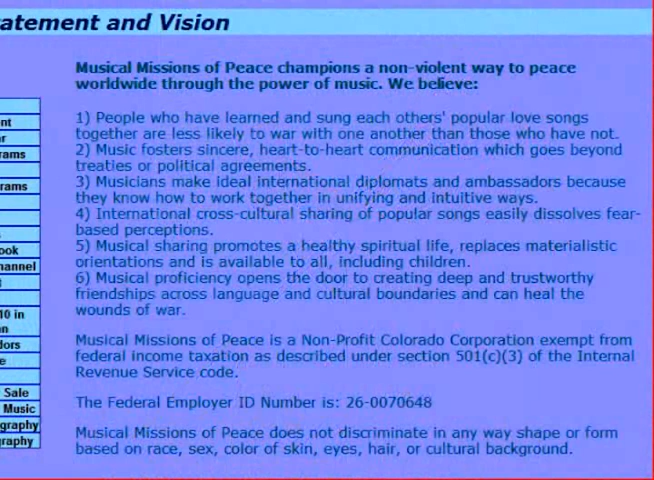 atement and Vision
Musical Missions of Peace champions a non-violent way to peace
worldwide through the power of music. We believe:
1) People who have learned and sung each others' popular love songs
together are less likely to war with one another than those who have not.
2) Music fosters sincere, heart-to-heart communication which goes beyond
treaties or political agreements.
3) Musicians make ideal international diplomats and ambassadors because
they know how to work together in unifying and intuitive ways.
4) International cross-cultural sharing of popular songs easily dissolves fear-
based perceptions.
5) Musical sharing promotes a healthy spiritual life, replaces materialistic
orientations and is available to all, including children.
6) Musical proficiency opens the door to creating deep and trustworthy
friendships across language and cultural boundaries and can heal the
wounds of war.
Musical Missions of Peace is a Non-Profit Colorado Corporation exempt from
federal income taxation as described under section 501(c)(3) of the Internal
Revenue Service code.
The Federal Employer ID Number is: 26-0070648
Musical Missions of Peace does not discriminate in any way shape or form
based on race, sex, color of skin, eyes, hair, or cultural background.
nt
r
rams
rams
ook
hannel
10 in
an
dors
e
Sale
Music
graphy
raphy